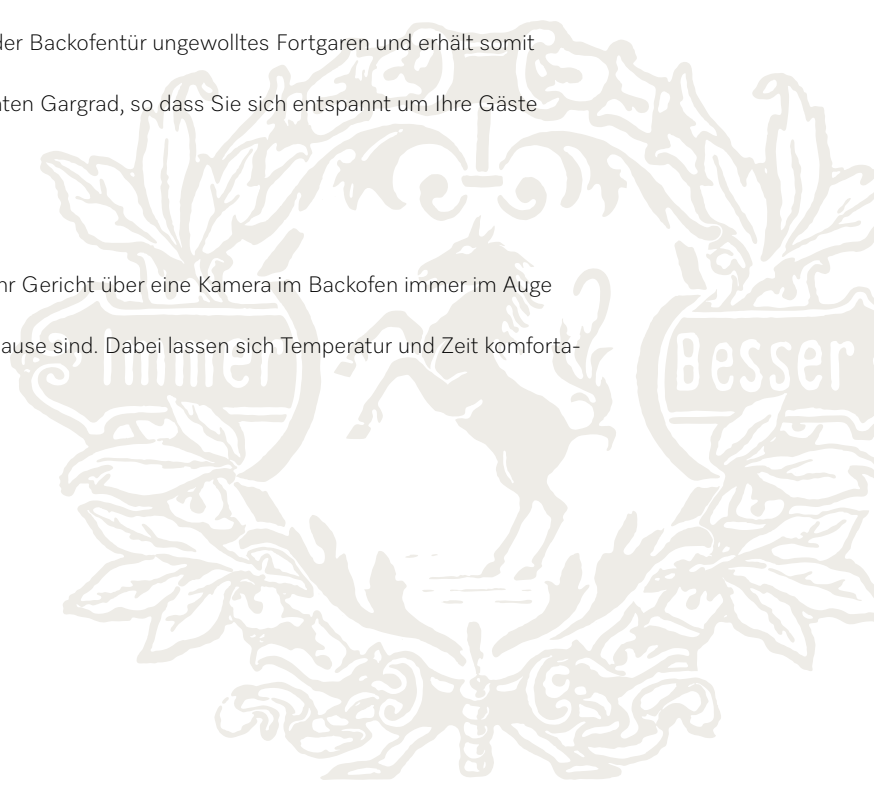 der Backofentür ungewolltes Fortgaren und erhält somit
ten Gargrad, so dass Sie sich entspannt um Ihre Gäste
hr Gericht über eine Kamera im Backofen immer im Auge
ause sind. Dabei lassen sich Temperatur und Zeit komforta-
Immer Besser